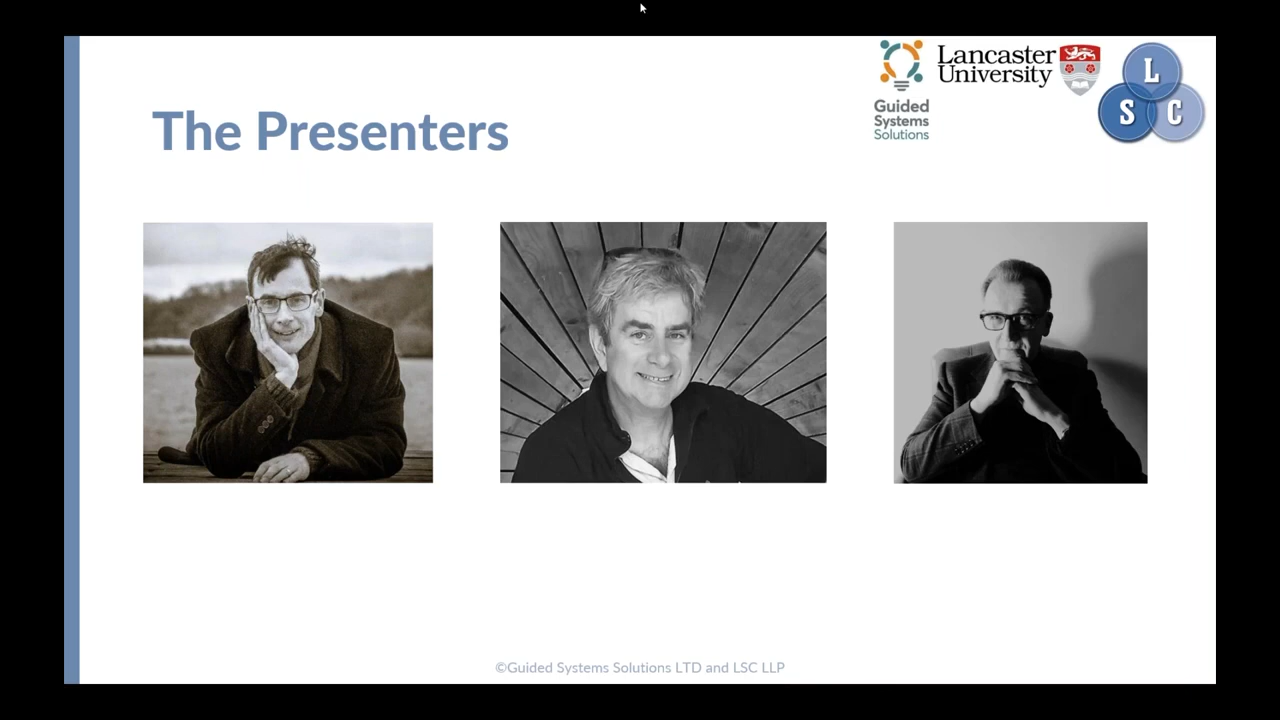 The Presenters
Guided
Systems
Solutions
Lancaster
University
L
S C
©Guided Systems Solutions LTD and LSC LLP